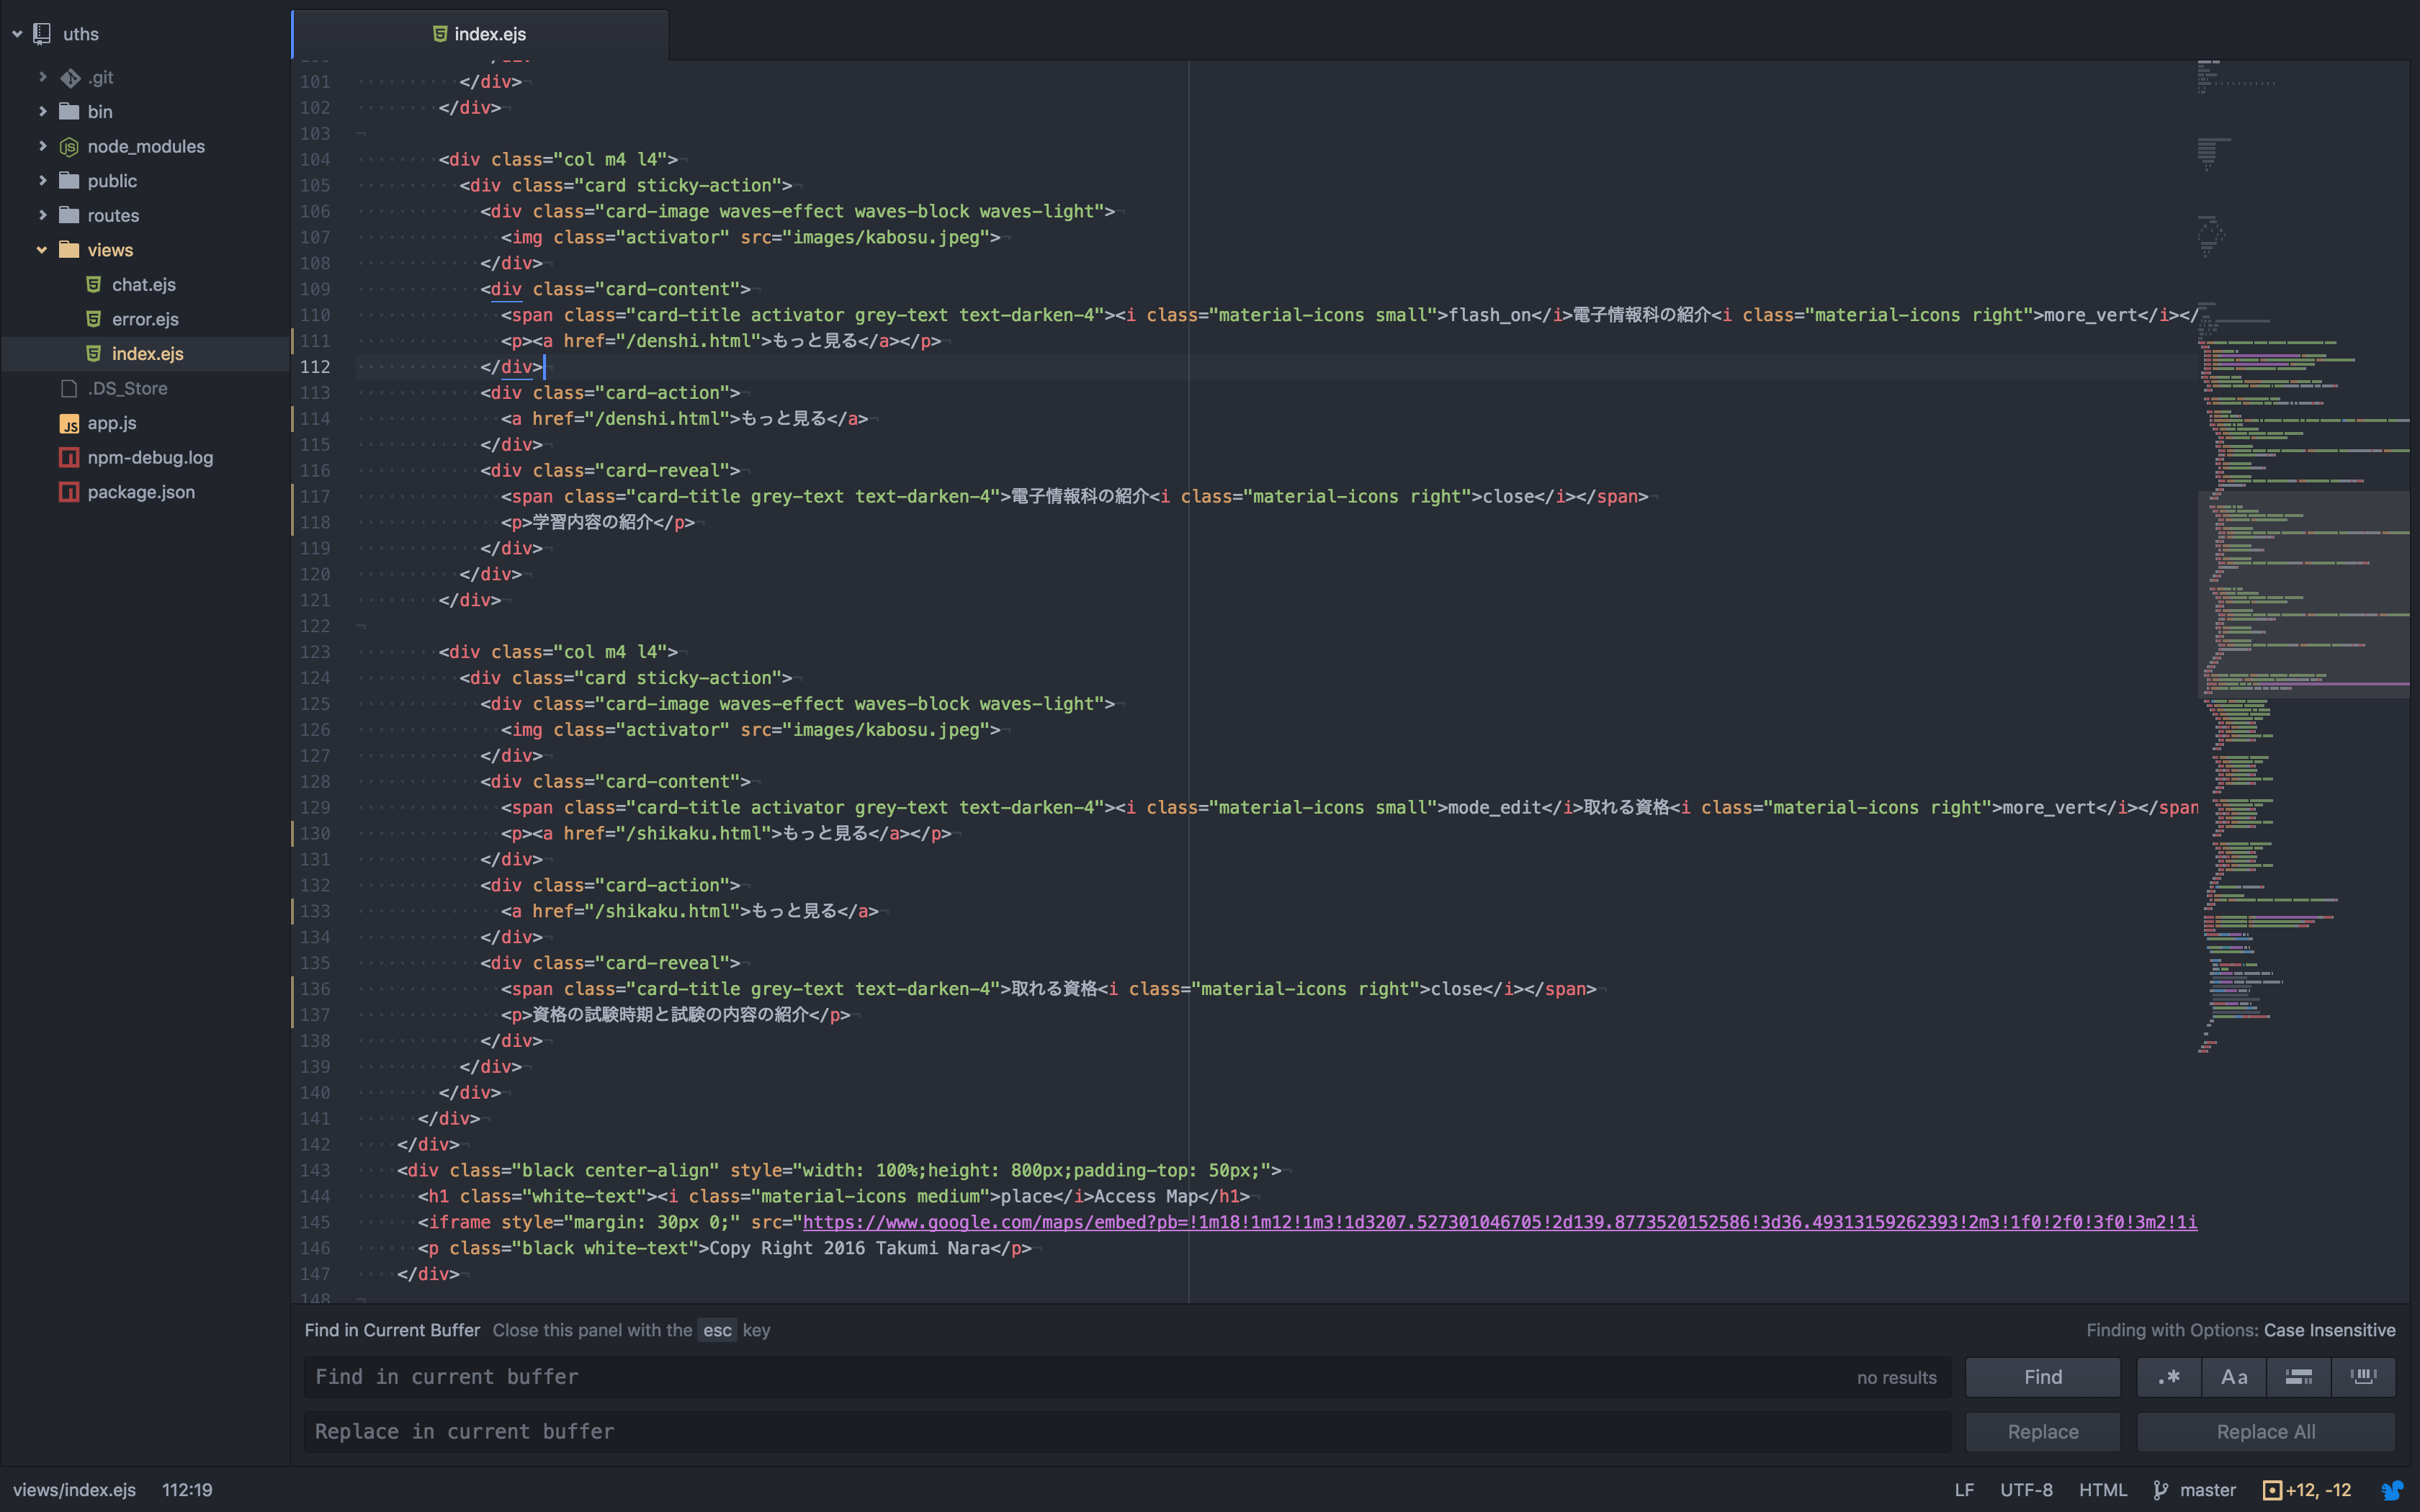 uths
.git
bin
node_modules
public
routes
views
chat.ejs
error.ejs
index.ejs
.DS_Store
app.js
npm-debug.log
package.json
index.ejs
101 </div>
102 </div>
103
104 <div class="col m4 l4">
105 <div class="card sticky-action">
106 <div class="card-image waves-effect waves-block waves-light">
107 <img class="activator" src="images/kabosu.jpeg">
108 </div>
109 <div class="card-content">
110 <span class="card-title activator grey-text text-darken-4"><i class="material-icons small">flash_on</i>電子情報科の紹介<i class="material-icons right">more_vert</i></
111 <p><a href="/denshi.html">もっと見る</a></p>
112 </div>
113 <div class="card-action">
114 <a href="/denshi.html">もっと見る</a>
115 </div>
116 <div class="card-reveal">
117 <span class="card-title grey-text text-darken-4">電子情報科の紹介<i class="material-icons right">close</i></span>
118 <p>学習内容の紹介</p>
119 </div>
120 </div>
121 </div>
122
123 <div class="col m4 l4">
124 <div class="card sticky-action">
125 <div class="card-image waves-effect waves-block waves-light">
126 <img class="activator" src="images/kabosu.jpeg">
127 </div>
128 <div class="card-content">
129 <span class="card-title activator grey-text text-darken-4"><i class="material-icons small">mode_edit</i>取れる資格<i class="material-icons right">more_vert</i></span
130 <p><a href="/shikaku.html">もっと見る</a></p>
131 </div>
132 <div class="card-action">
133 <a href="/shikaku.html">もっと見る</a>
134 </div>
135 <div class="card-reveal">
136 <span class="card-title grey-text text-darken-4">取れる資格<i class="material-icons right">close</i></span>
137 <p>資格の試験時期と試験の内容の紹介</p>
138 </div>
139 </div>
140 </div>
141 </div>
142 </div>
143 <div class="black center-align" style="width: 100%;height: 800px;padding-top: 50px;">
144 <h1 class="white-text"><i class="material-icons medium">place</i>Access Map</h1>
145 <iframe style="margin: 30px 0;" src="https://www.google.com/maps/embed?pb=!1m18!1m12!1m3!1d3207.527301046705!2d139.8773520152586!3d36.49313159262393!2m3!1f0!2f0!3f0!3m2!1i
146 <p class="black white-text">Copy Right 2016 Takumi Nara</p>
147 </div>
148
Find in Current Buffer Close this panel with the esc key
Finding with Options: Case Insensitive
Find in current buffer
no results
Find
.*
Aa
Replace in current buffer
Replace
Replace All
views/index.ejs 112:19
LF UTF-8 HTML master +12, -12